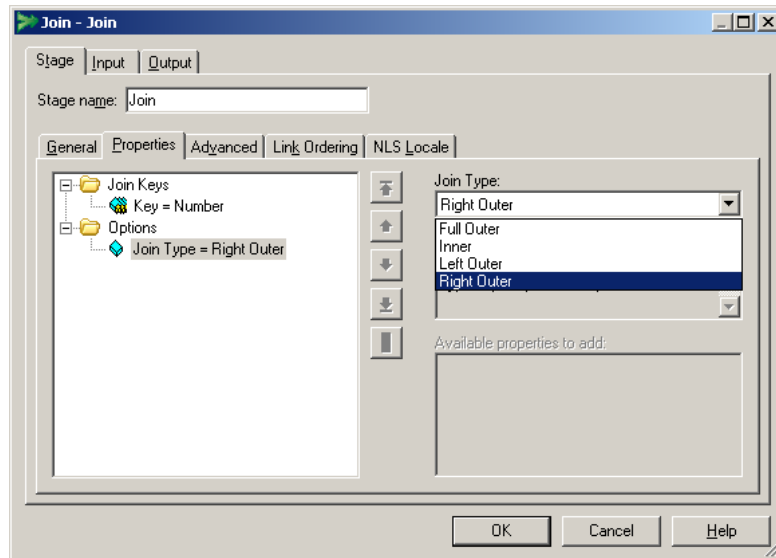 Join - Join
Stage Input Output
Stage name: Join
General Properties Advanced Link Ordering NLS Locale
Join Keys
Key = Number
Options
Join Type = Right Outer
Join Type:
Right Outer
Full Outer
Inner
Left Outer
Right Outer
Available properties to add:
OK Cancel Help